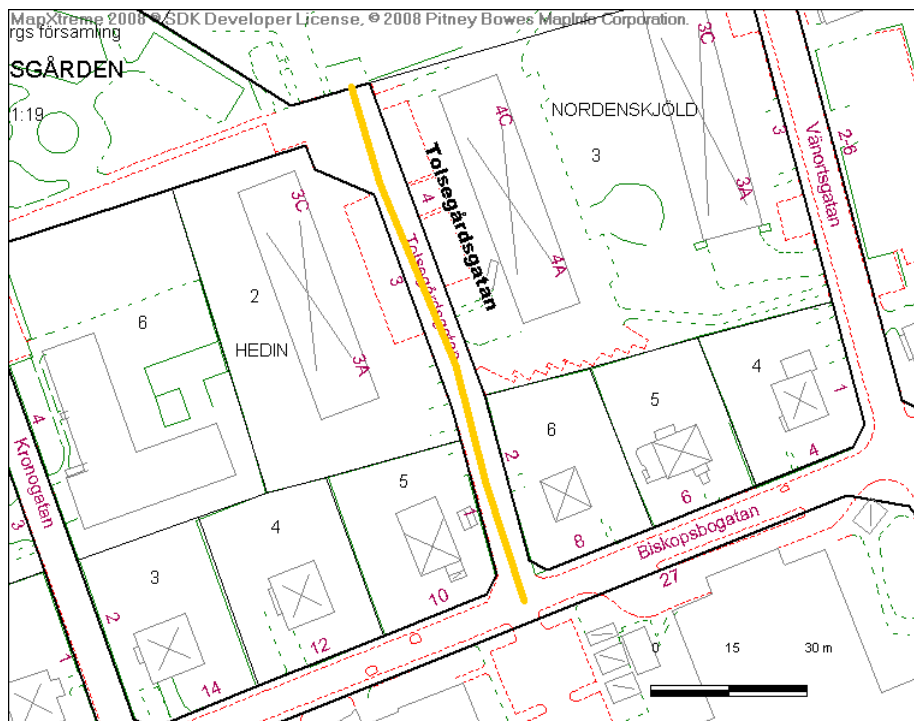 MapXtreme 2008 ® SDK Developer License, © 2008 Pitney Bowes MapInfo Corporation.
rgs församling
SGÅRDEN
1:19
NORDENSKJÖLD
3
3C
3A
3
Vänortsgatan
2-6
4C
4A
4
Tolsegårdsgatan
Tolsegårdsgatan
3
3C
3A
2
HEDIN
6
4
Kronogatan
3
1
2
3
14
4
12
5
10
1
2
6
8
5
6
4
4
1
Biskopsbogatan
27
0 15 30 m